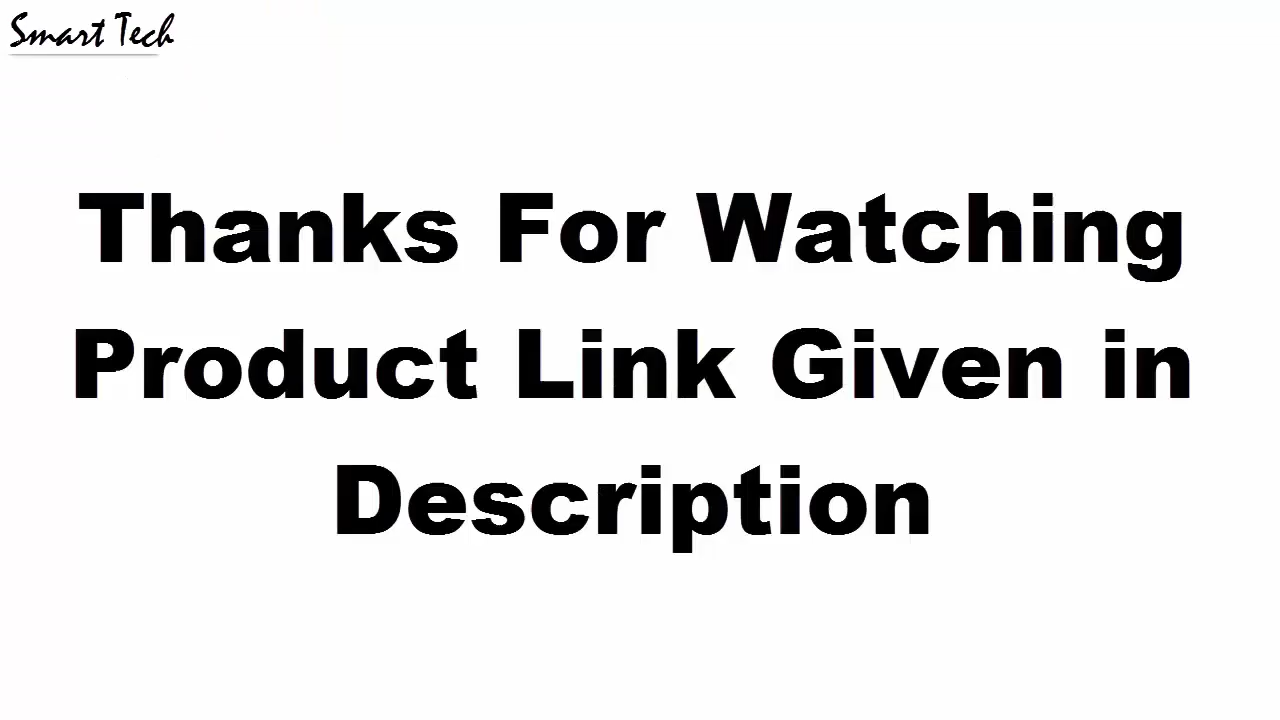 Smart Tech
Thanks For Watching
Product Link Given in
Description